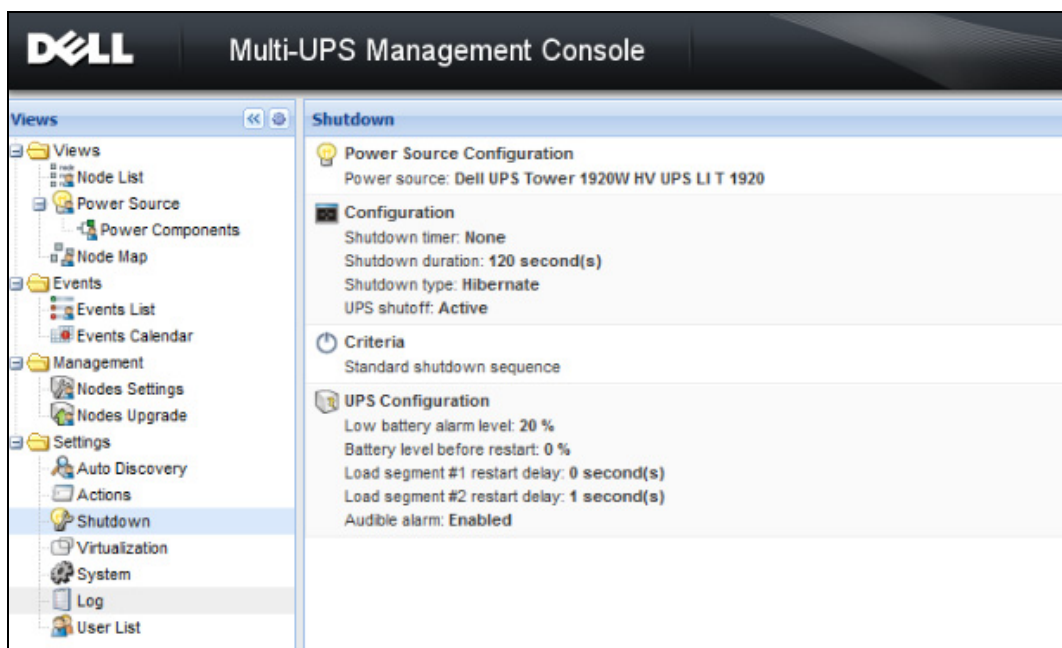 DELL
Multi-UPS Management Console
Views
Views
Node List
Power Source
Power Components
Node Map
Events
Events List
Events Calendar
Management
Nodes Settings
Nodes Upgrade
Settings
Auto Discovery
Actions
Shutdown
Virtualization
System
Log
User List
Shutdown
Power Source Configuration
Power source: Dell UPS Tower 1920W HV UPS LI T 1920
Configuration
Shutdown timer: None
Shutdown duration: 120 second(s)
Shutdown type: Hibernate
UPS shutoff: Active
Criteria
Standard shutdown sequence
UPS Configuration
Low battery alarm level: 20 %
Battery level before restart: 0 %
Load segment #1 restart delay: 0 second(s)
Load segment #2 restart delay: 1 second(s)
Audible alarm: Enabled